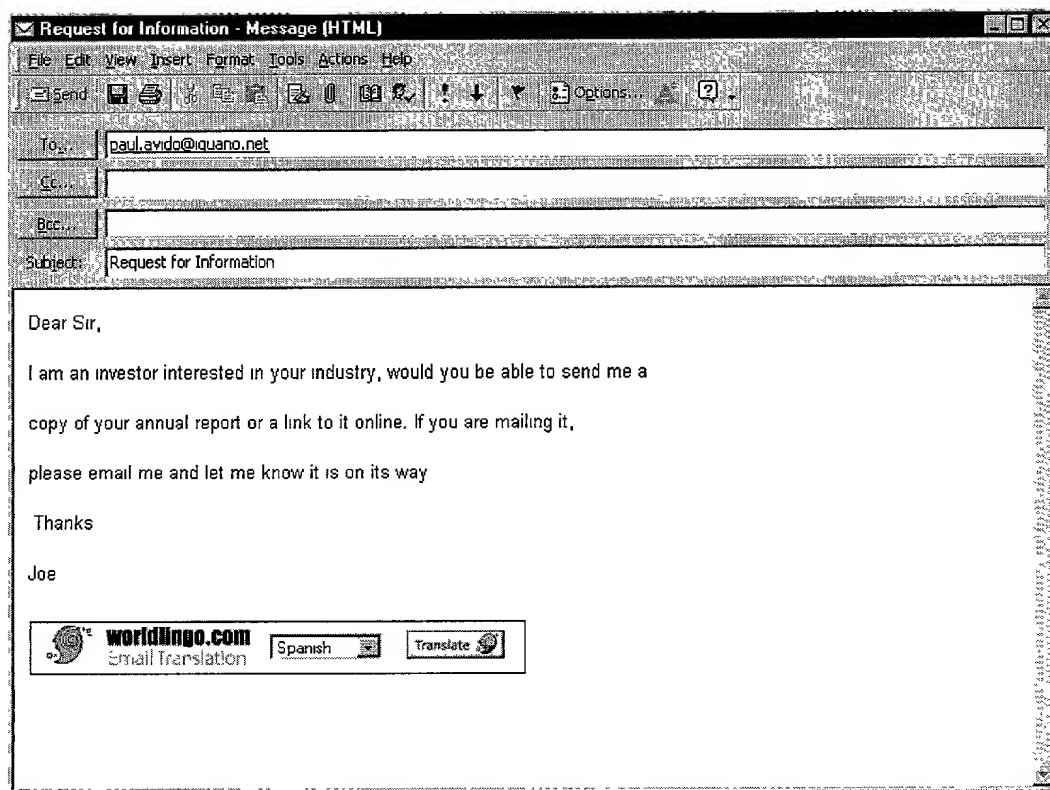 Request for Information - Message (HTML)
File Edit View Insert Format Tools Actions Help
Send Options...
To... paul.avido@iquano.net
Cc...
Bcc...
Subject: Request for Information
Dear Sir,
I am an investor interested in your industry, would you be able to send me a
copy of your annual report or a link to it online. If you are mailing it,
please email me and let me know it is on its way
Thanks
Joe
worldlingo.com Spanish Translate
Email Translation